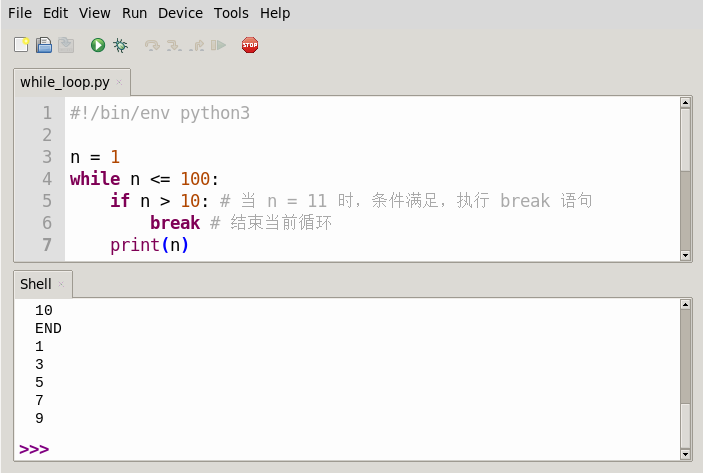 File Edit View Run Device Tools Help
STOP
while_loop.py ×
1 #!/bin/env python3
2
3 n = 1
4 while n <= 100:
5     if n > 10: # 当 n = 11 时，条件满足，执行 break 语句
6         break # 结束当前循环
7     print(n)
Shell ×
10
END
1
3
5
7
9
>>>